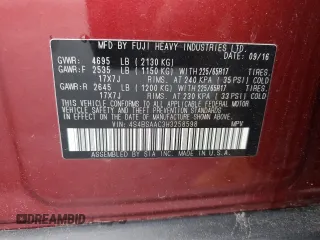 MFD. BY FUJI HEAVY INDUSTRIES LTD.
DATE: 09/16
GVWR: 4695 LB (2130 KG)
GAWR:F 2535 LB (1150 KG) WITH 225/65R17 TIRES,
17X7J RIMS, AT 240 KPA (35 PSI) COLD
GAWR:R 2645 LB (1200 KG) WITH 225/65R17 TIRES,
17X7J RIMS, AT 230 KPA (33 PSI) COLD
THIS VEHICLE CONFORMS TO ALL APPLICABLE
FEDERAL MOTOR VEHICLE SAFETY
STANDARDS IN EFFECT ON THE DATE OF
MANUFACTURE SHOWN ABOVE.
VIN: 4S4BSAAC3H3258598 MPV
ASSEMBLED BY SIA INC. MADE IN U.S.A.
DREAMBID